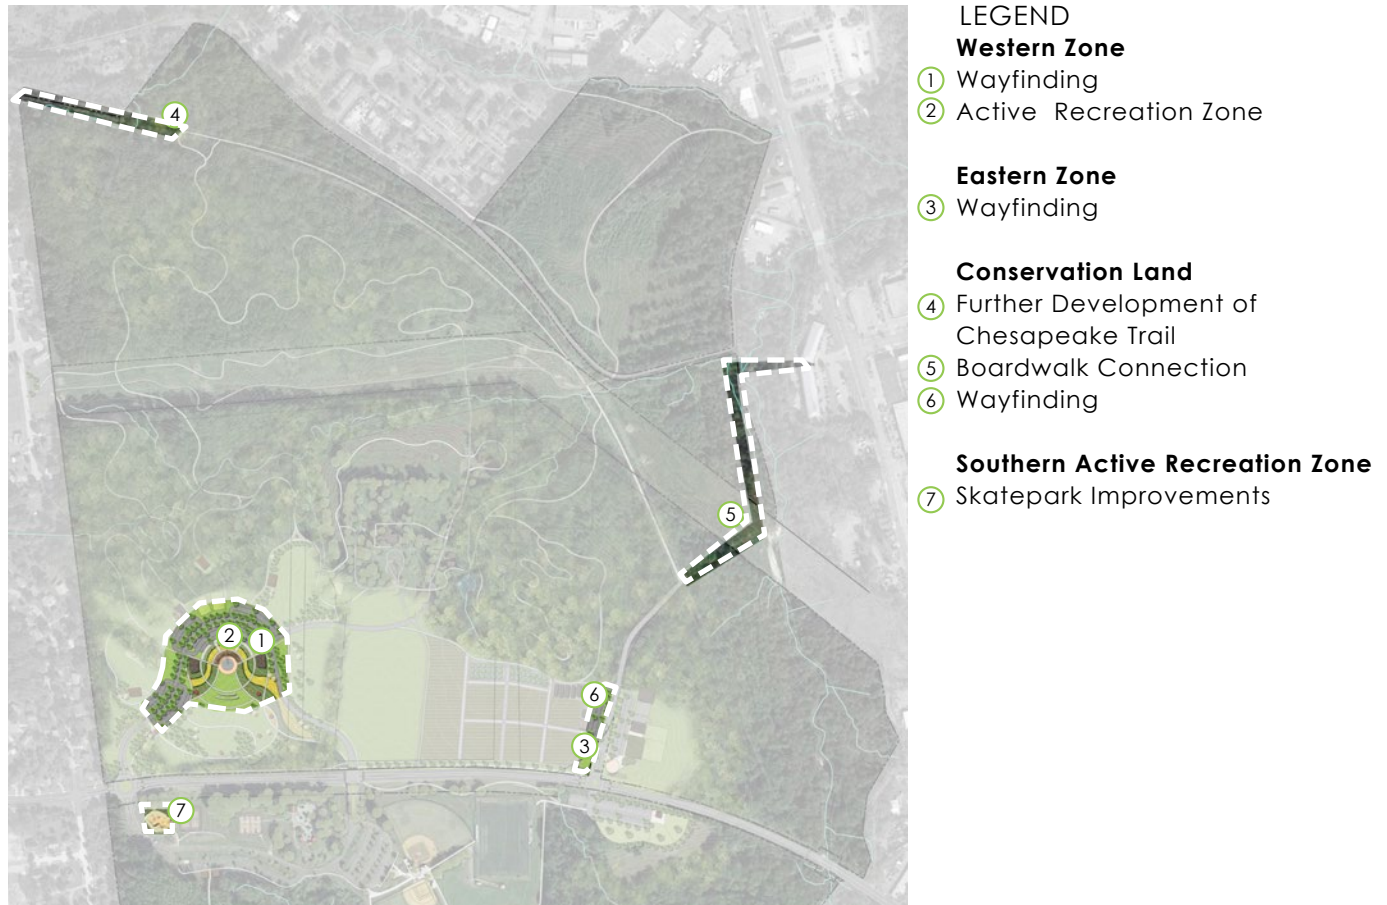 LEGEND
Western Zone
1 Wayfinding
2 Active Recreation Zone
Eastern Zone
3 Wayfinding
Conservation Land
4 Further Development of
Chesapeake Trail
5 Boardwalk Connection
6 Wayfinding
Southern Active Recreation Zone
7 Skatepark Improvements
4
5
2 1
6
3
7